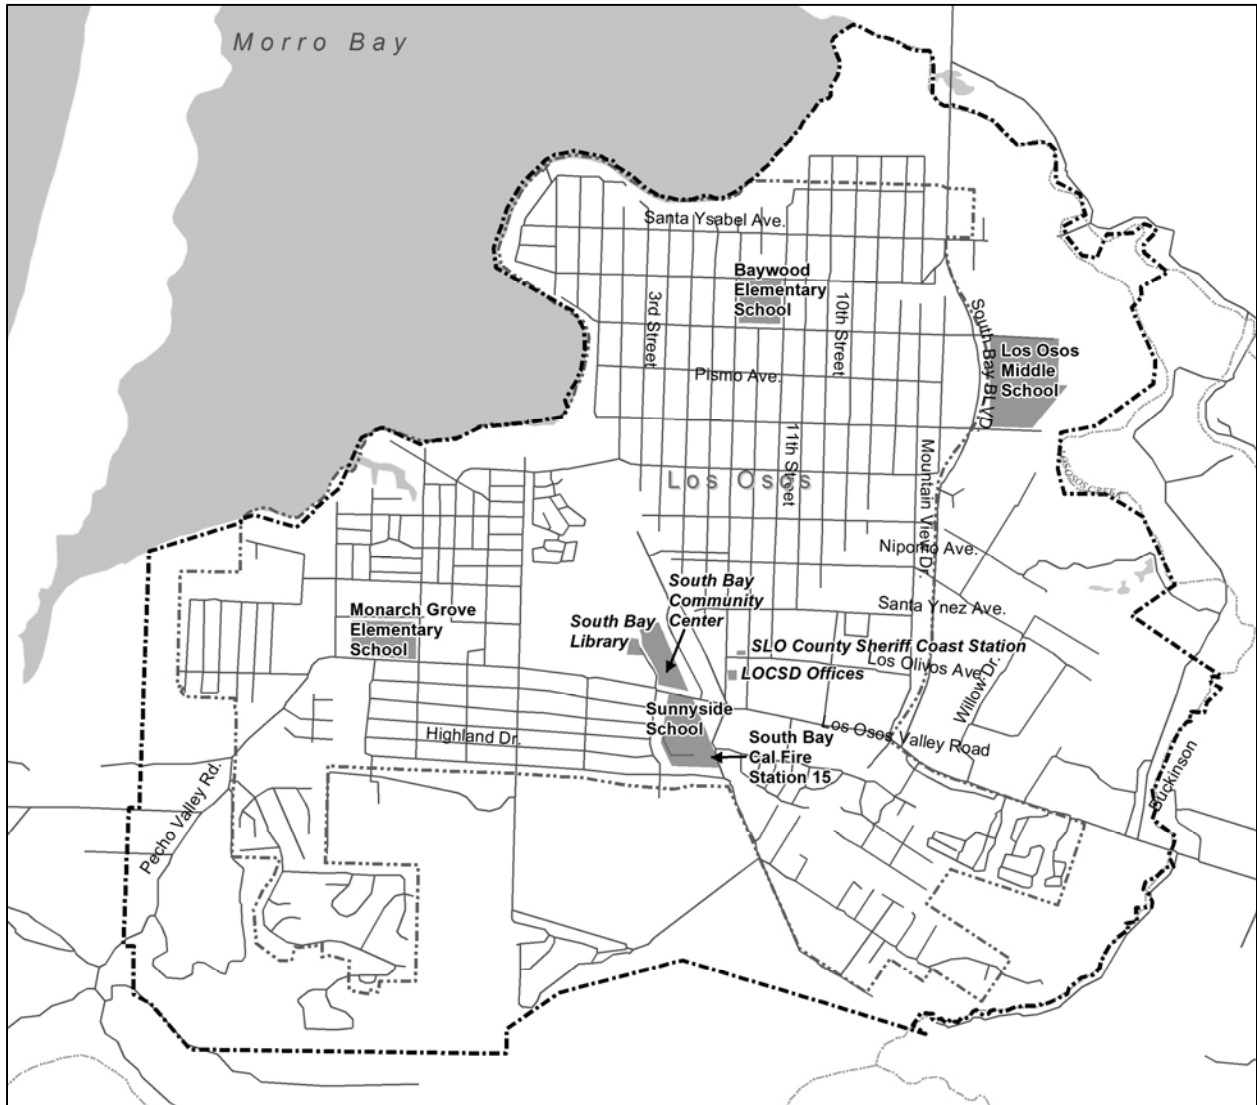 Morro Bay
Santa Ysabel Ave.
Baywood
Elementary
School
3rd Street
10th Street
South Bay BLVD.
Los Osos
Middle
School
Pismo Ave.
11th Street
Los Osos
Mountain View Dr.
LOS OSOS CREEK
Nipomo Ave.
South Bay
Community
Center
Santa Ynez Ave.
Monarch Grove
Elementary
School
South Bay
Library
SLO County Sheriff Coast Station
Los Olivos Ave.
LOCSD Offices
Willow Dr.
Sunnyside
School
Highland Dr.
Los Osos Valley Road
South Bay
Cal Fire
Station 15
Buckinson
Pecho Valley Rd.